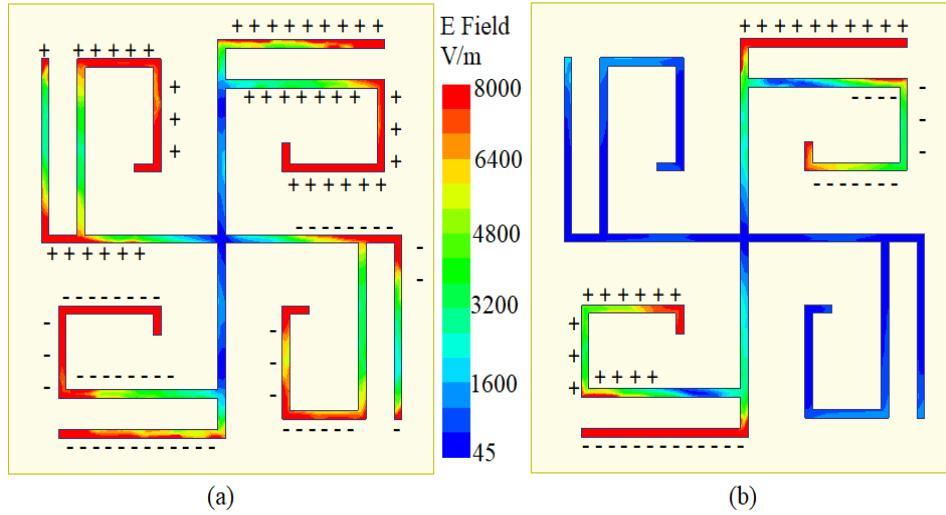 + + + + + + + + +
E Field
V/m
+ + + + + +
+ + + + + + + + + +
+
+
+
+ + + + + + +
+
+
+
+ + + + + +
- - - -
-
-
-
- - - - - - -
8000
6400
4800
3200
1600
45
- - - - - - - -
-
-
+ + + + + +
- - - - - - - - -
-
-
- - - - - - - -
-
-
-
- - - - - -
-
- - - - - - - - - - - - -
+ + + + + +
+
+
+
+ + + +
- - - - - - - - - - - - -
(a)
(b)